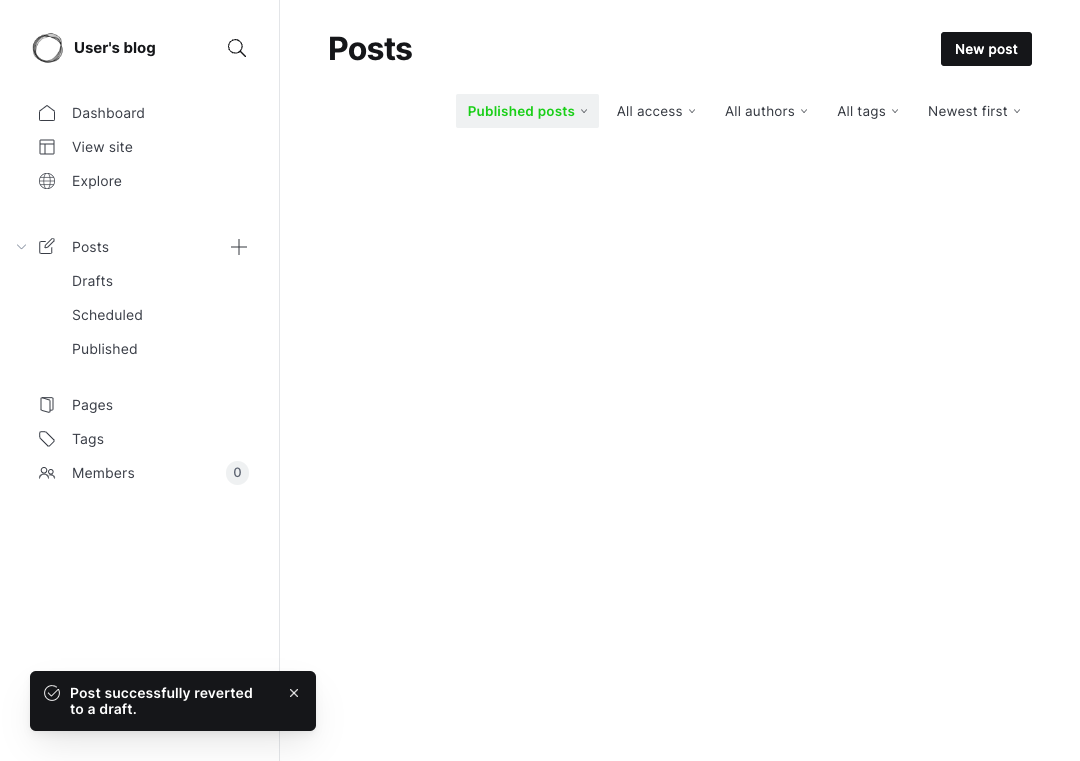 User's blog
Dashboard
View site
Explore
Posts
Drafts
Scheduled
Published
Pages
Tags
Members 0
Posts
New post
Published posts All access All authors All tags Newest first
Post successfully reverted
to a draft.